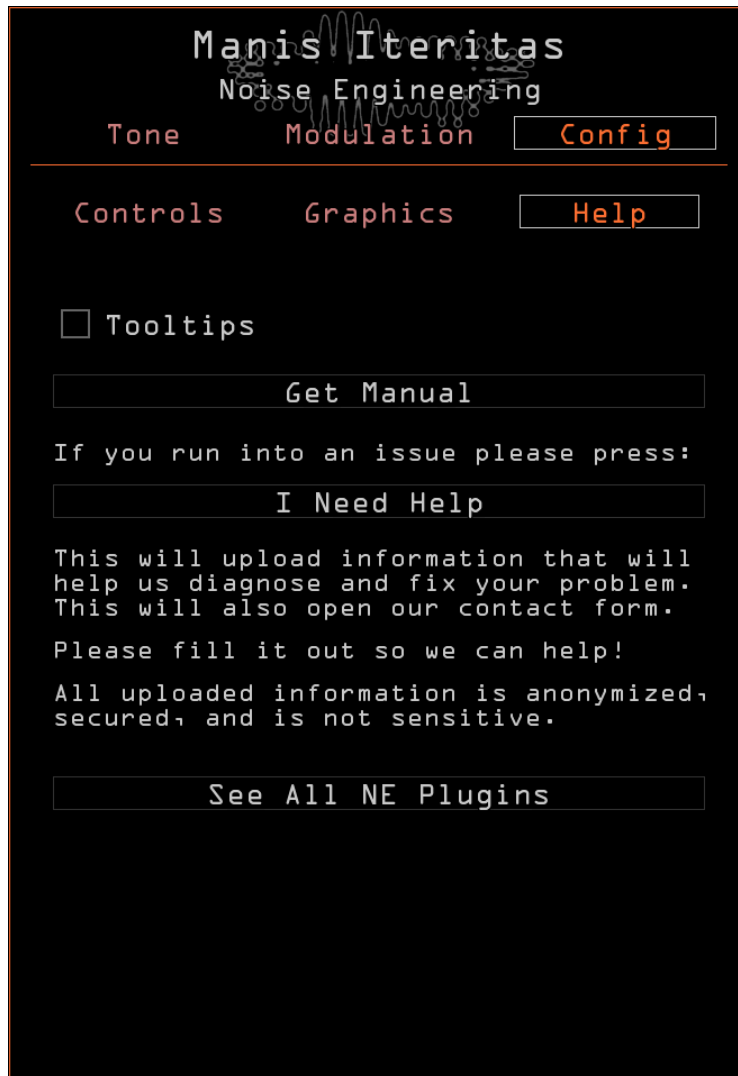 Manis Iteritas
Noise Engineering
Tone Modulation Config
Controls Graphics Help
Tooltips
Get Manual
If you run into an issue please press:
I Need Help
This will upload information that will
help us diagnose and fix your problem.
This will also open our contact form.
Please fill it out so we can help!
All uploaded information is anonymized,
secured, and is not sensitive.
See All NE Plugins